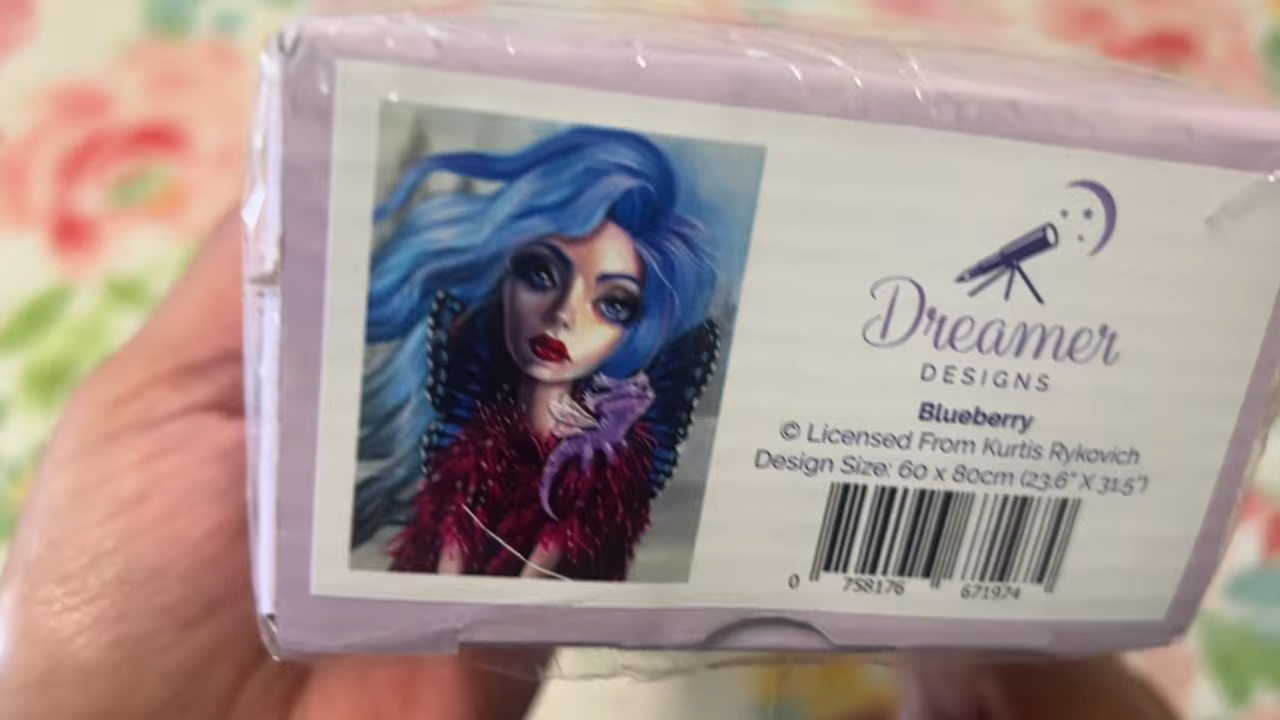 Dreamer
DESIGNS
Blueberry
© Licensed From Kurtis Rykovich
Design Size: 60 x 80cm (23.6" X 31.5")
0 758176 671974